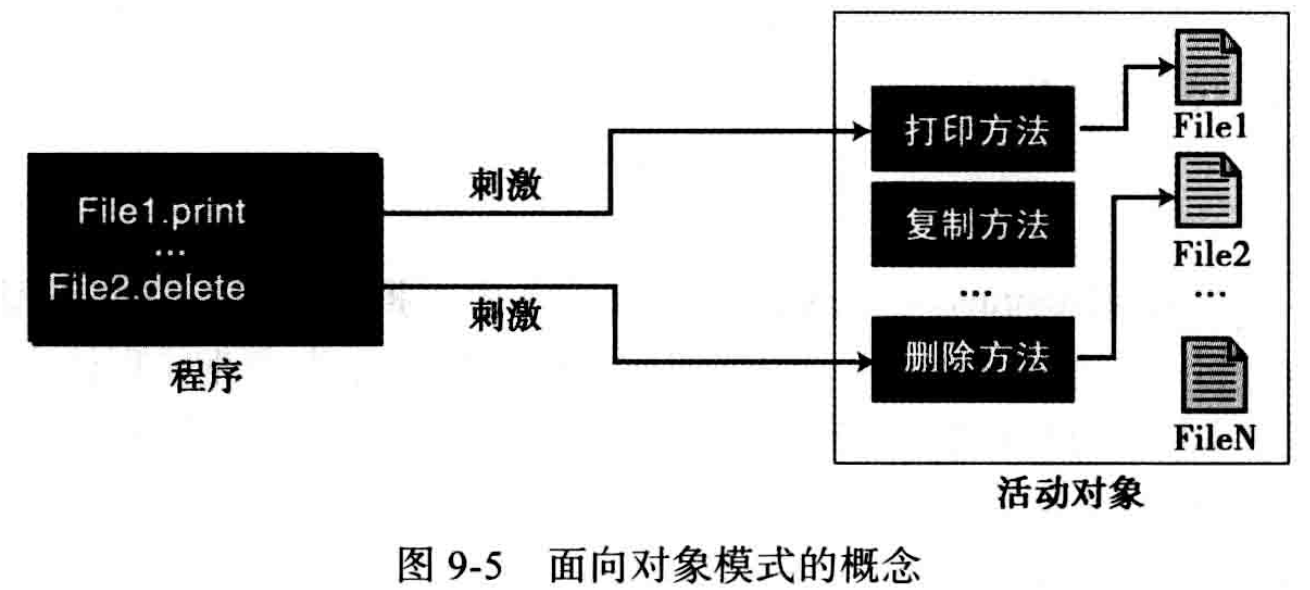 File1.print
...
File2.delete
程序
刺激
刺激
打印方法
复制方法
...
删除方法
File1
File2
...
FileN
活动对象
图 9-5 面向对象模式的概念